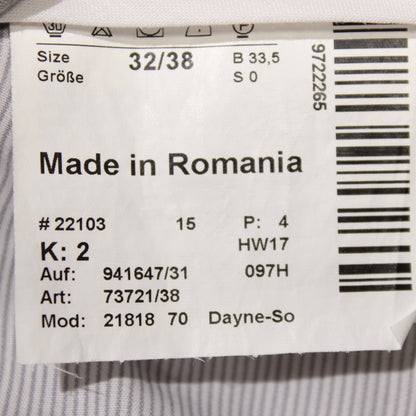 30
Size 32/38 B 33,5
Größe S 0
9722265
Made in Romania
# 22103 15 P: 4
K: 2 HW17
Auf: 941647/31 097H
Art: 73721/38
Mod: 21818 70 Dayne-So